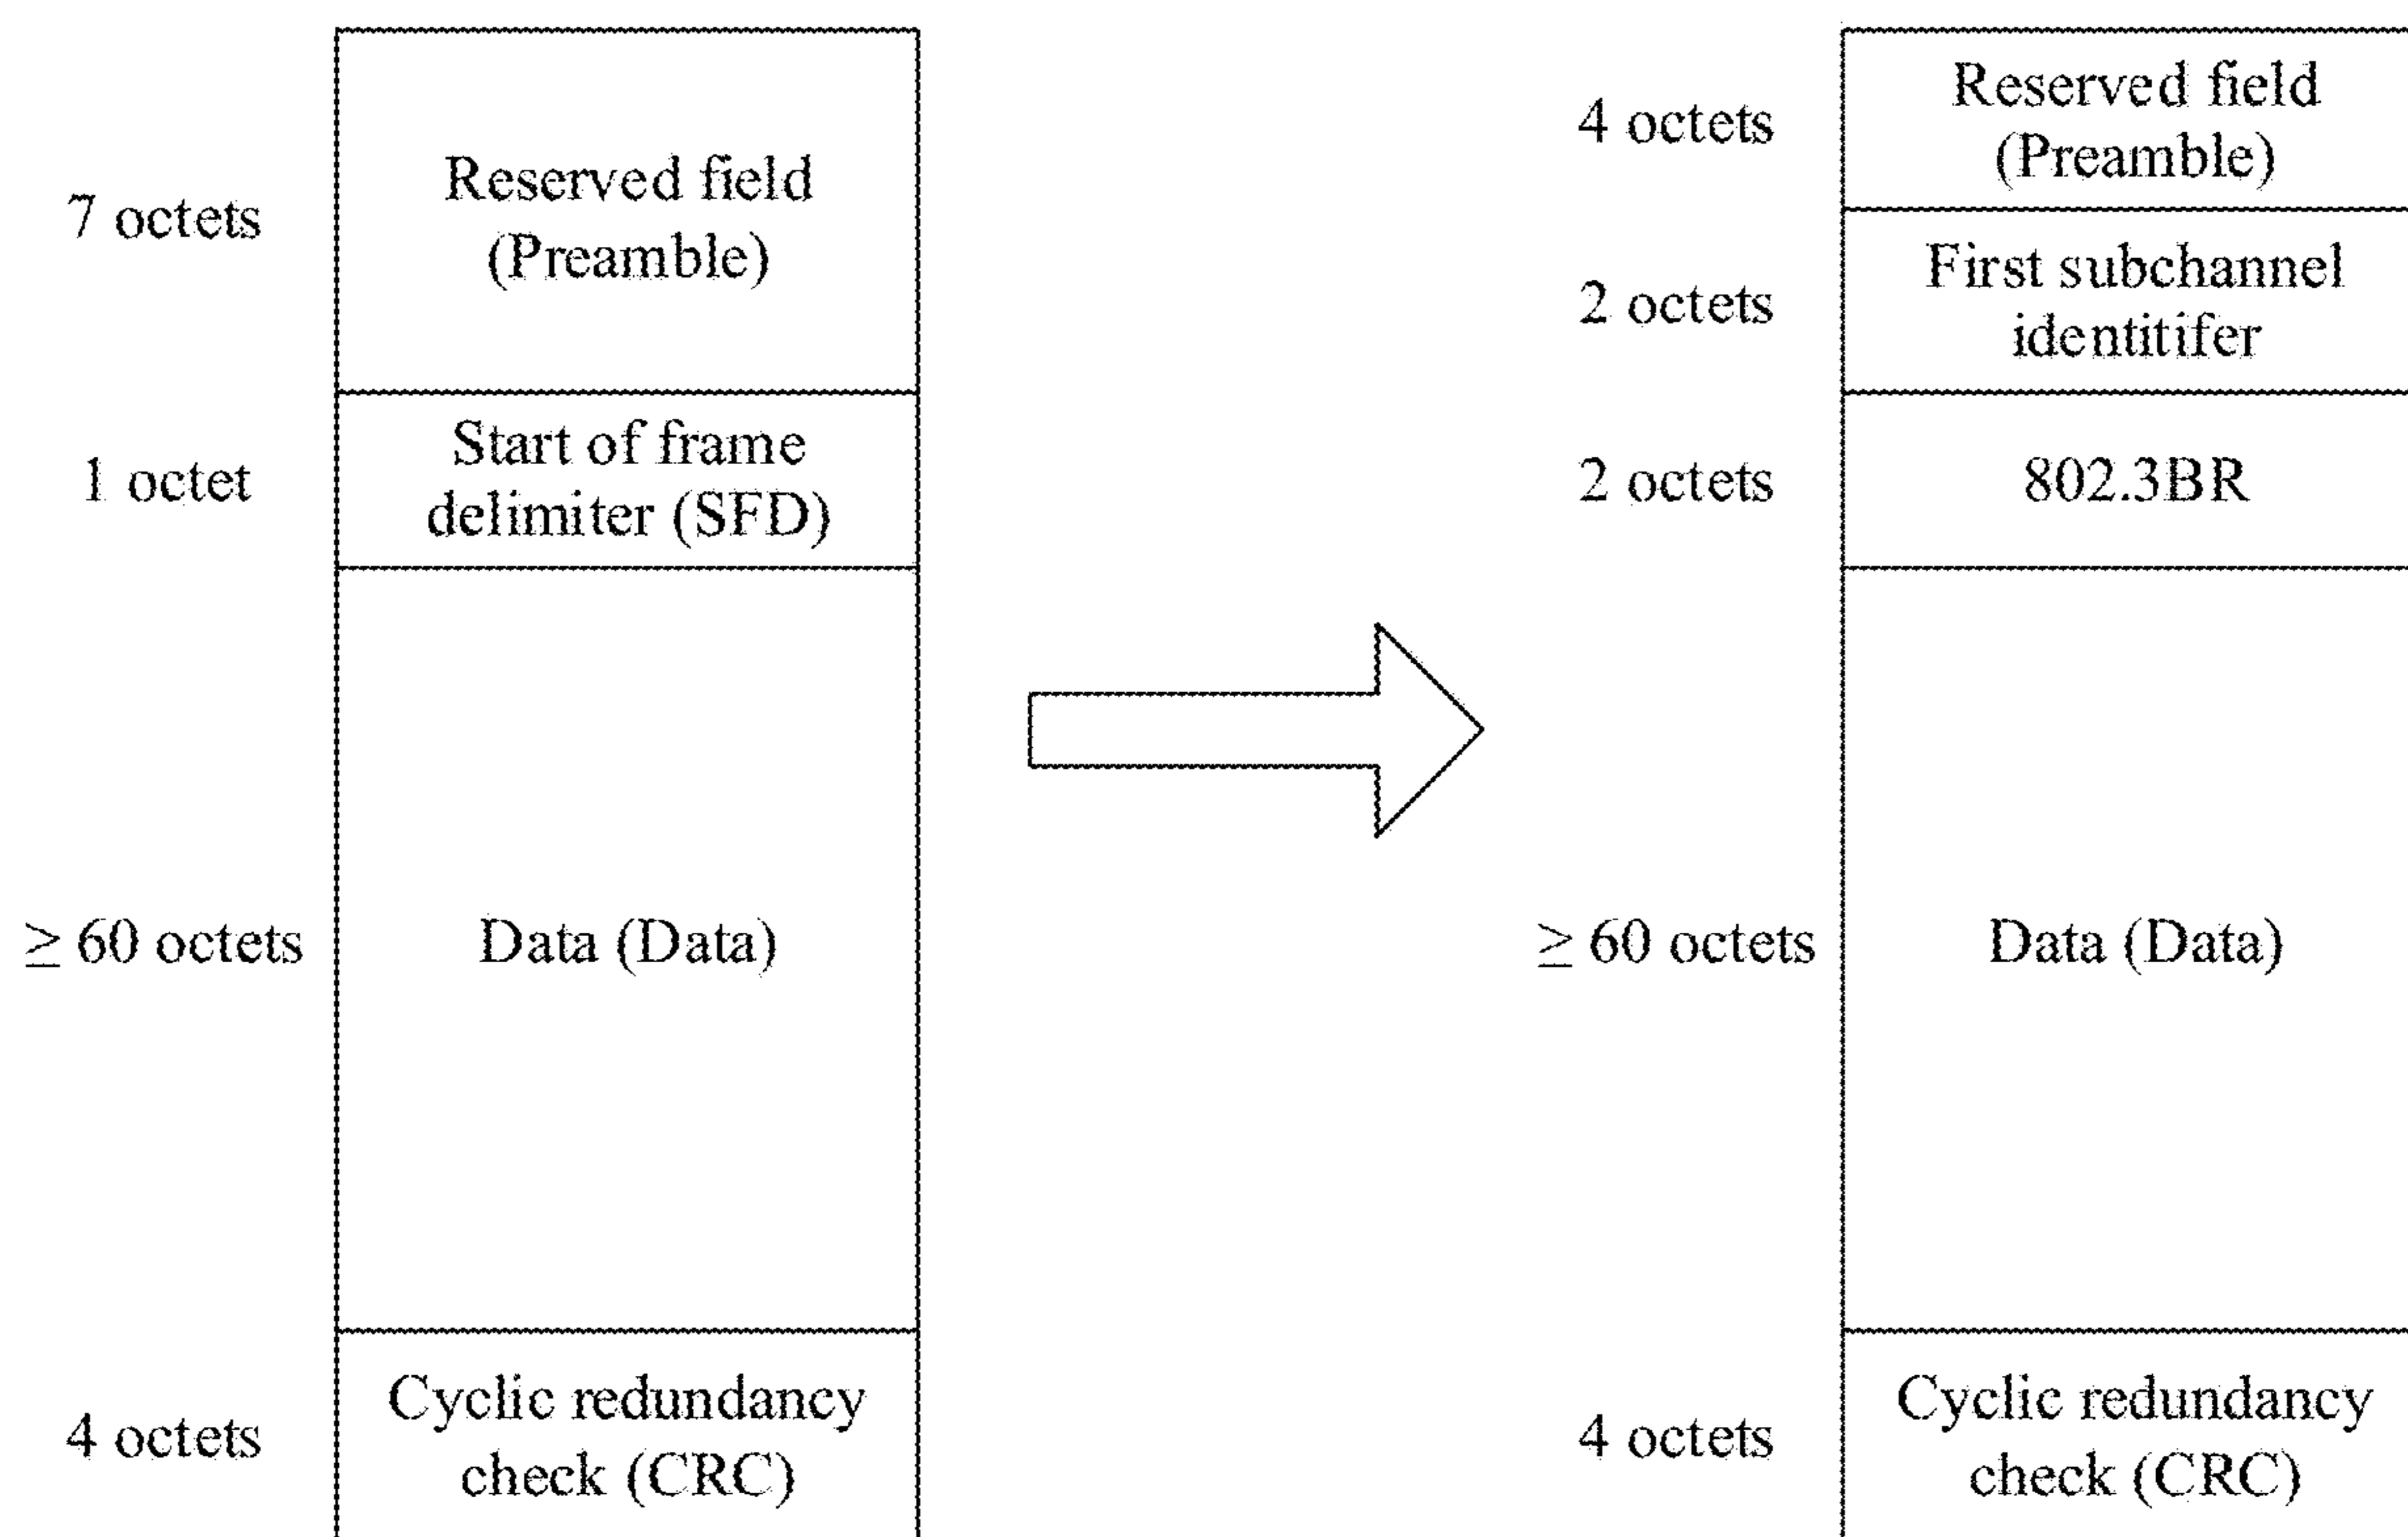 7 octets
Reserved field
(Preamble)
1 octet
Start of frame
delimiter (SFD)
≥ 60 octets
Data (Data)
4 octets
Cyclic redundancy
check (CRC)
4 octets
Reserved field
(Preamble)
2 octets
First subchannel
identitifer
2 octets
802.3BR
≥ 60 octets
Data (Data)
4 octets
Cyclic redundancy
check (CRC)